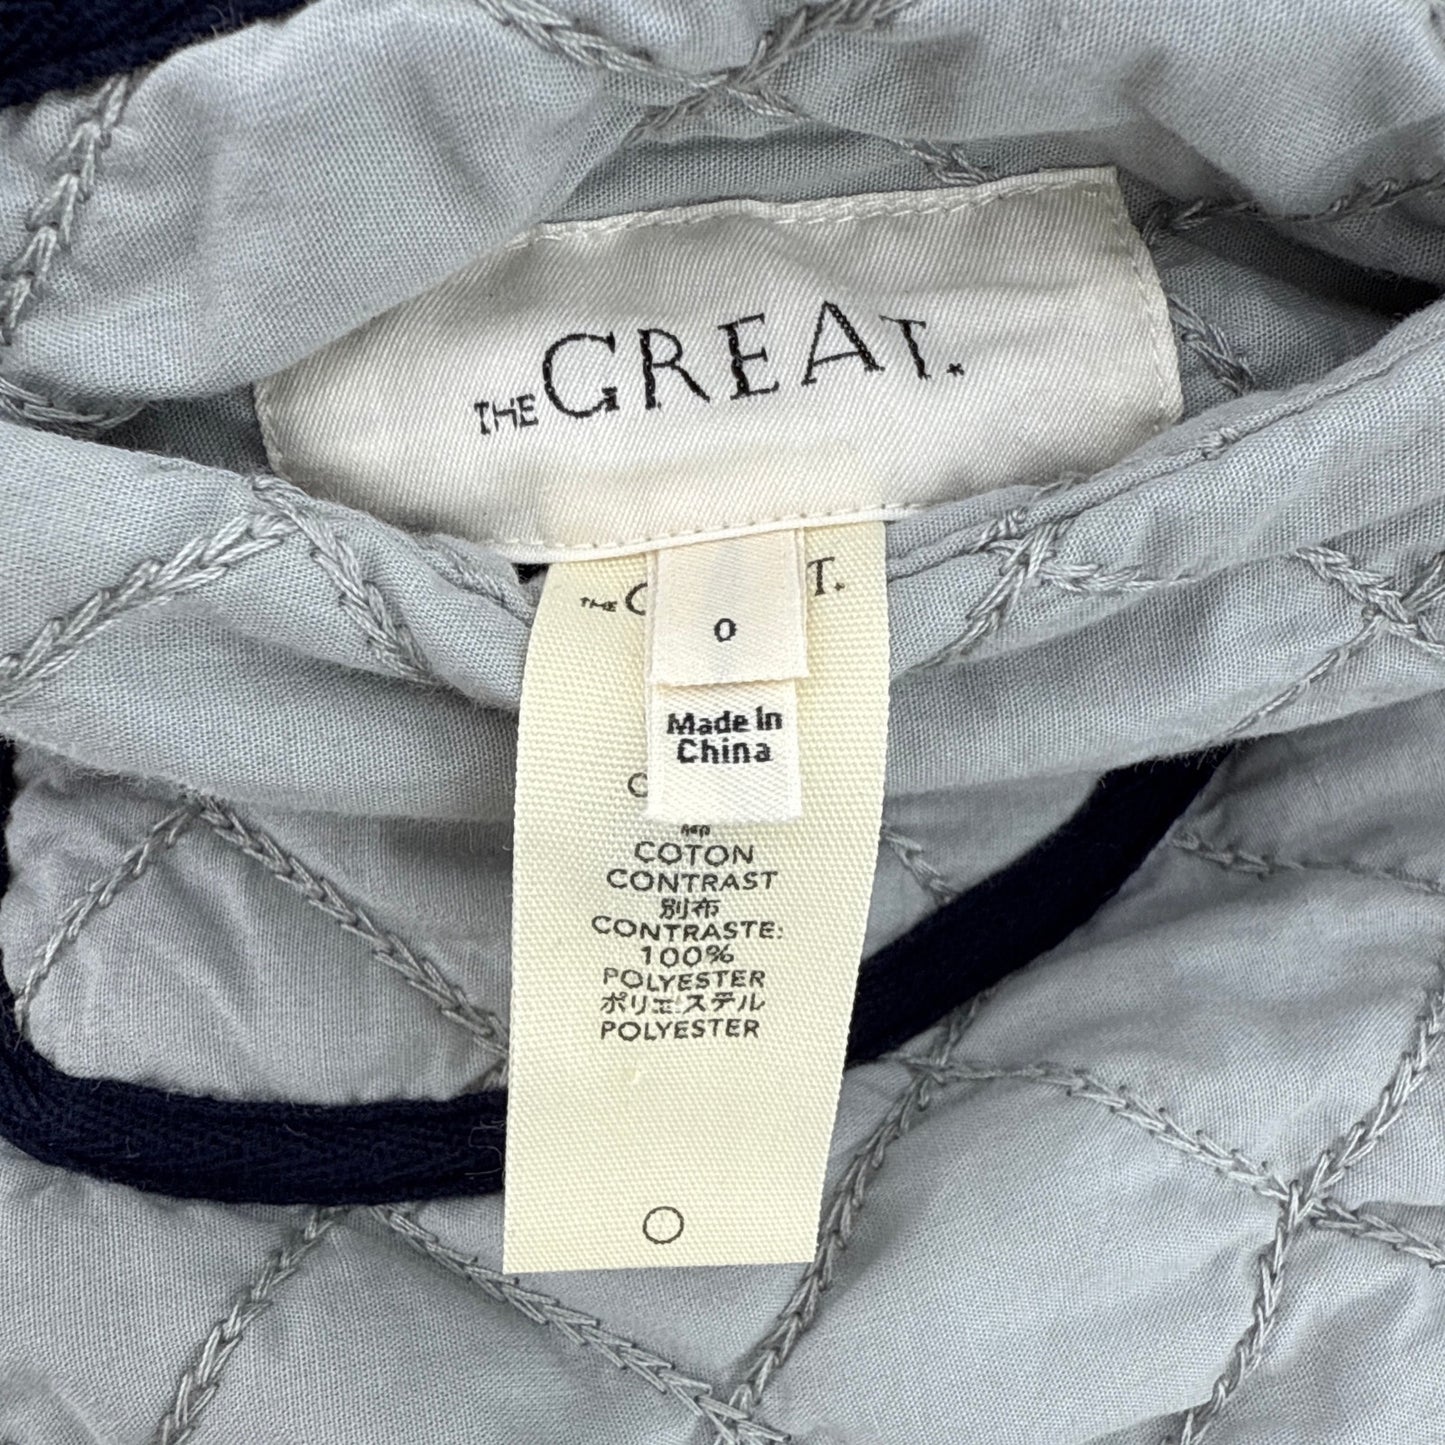 THE GREAT.
THE G T.
0
Made in
China
C
綿
COTON
CONTRAST
別布
CONTRASTE:
100%
POLYESTER
ポリエステル
POLYESTER